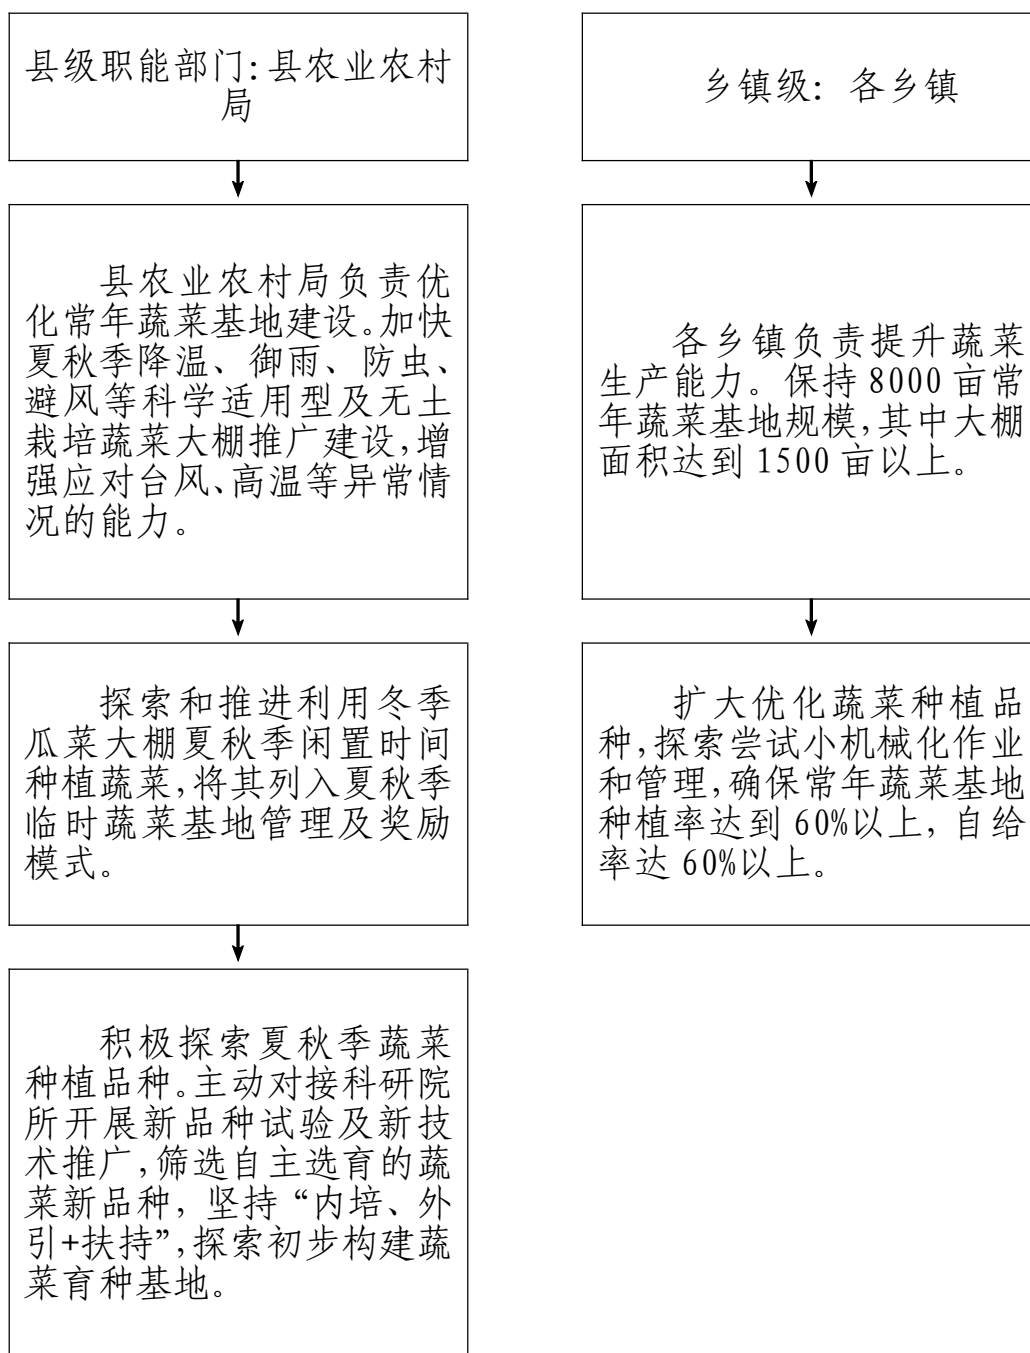 县级职能部门：县农业农村
局
县农业农村局负责优
化常年蔬菜基地建设。加快
夏秋季降温、御雨、防虫、
避风等科学适用型及无土
栽培蔬菜大棚推广建设，增
强应对台风、高温等异常情
况的能力。
探索和推进利用冬季
瓜菜大棚夏秋季闲置时间
种植蔬菜，将其列入夏秋季
临时蔬菜基地管理及奖励
模式。
积极探索夏秋季蔬菜
种植品种。主动对接科研院
所开展新品种试验及新技
术推广，筛选自主选育的蔬
菜新品种，坚持“内培、外
引+扶持”，探索初步构建蔬
菜育种基地。
乡镇级：各乡镇
各乡镇负责提升蔬菜
生产能力。保持 8000 亩常
年蔬菜基地规模，其中大棚
面积达到 1500 亩以上。
扩大优化蔬菜种植品
种，探索尝试小机械化作业
和管理，确保常年蔬菜基地
种植率达到 60%以上，自给
率达 60%以上。